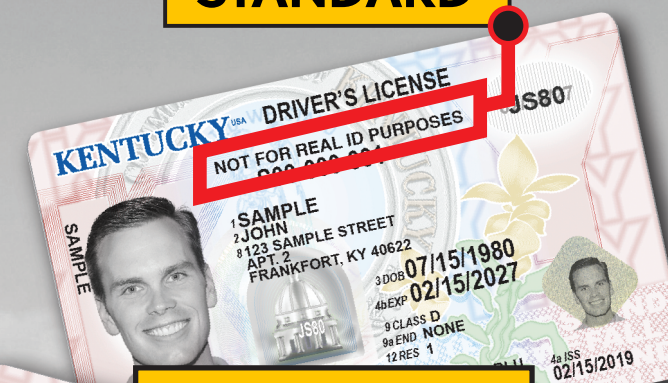 STANDARD
KENTUCKY USA DRIVER'S LICENSE
NOT FOR REAL ID PURPOSES
JS807
SAMPLE
1 SAMPLE
2 JOHN
8 123 SAMPLE STREET
APT. 2
FRANKFORT, KY 40622
3 DOB 07/15/1980
4b EXP 02/15/2027
JS80
9 CLASS D
9a END NONE
12 RES 1
4a ISS
02/15/2019